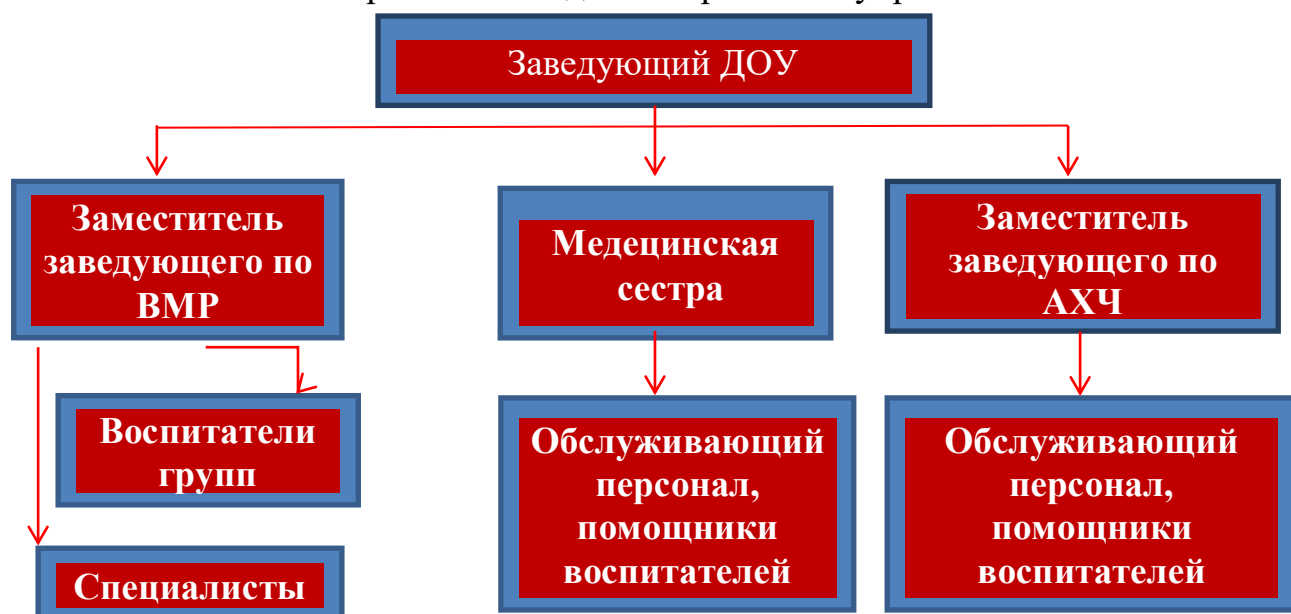 Заведующий ДОУ
Заместитель
заведующего по
ВМР
Медецинская
сестра
Заместитель
заведующего по
АХЧ
Воспитатели
групп
Специалисты
Обслуживающий
персонал,
помощники
воспитателей
Обслуживающий
персонал,
помощники
воспитателей